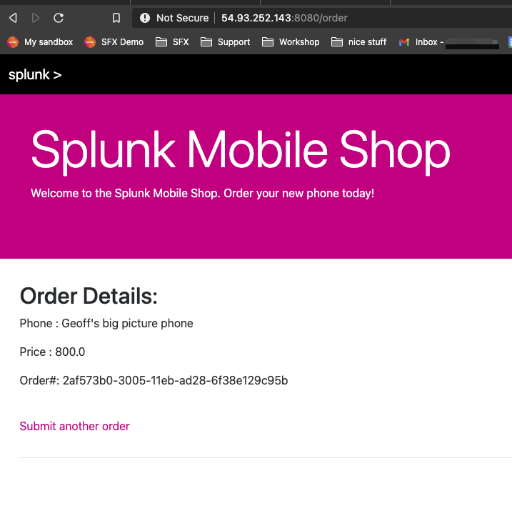 Not Secure | 54.93.252.143:8080/order
My sandbox SFX Demo SFX Support Workshop nice stuff Inbox -
splunk >
Splunk Mobile Shop
Welcome to the Splunk Mobile Shop. Order your new phone today!
Order Details:
Phone : Geoff's big picture phone
Price : 800.0
Order#: 2af573b0-3005-11eb-ad28-6f38e129c95b
Submit another order